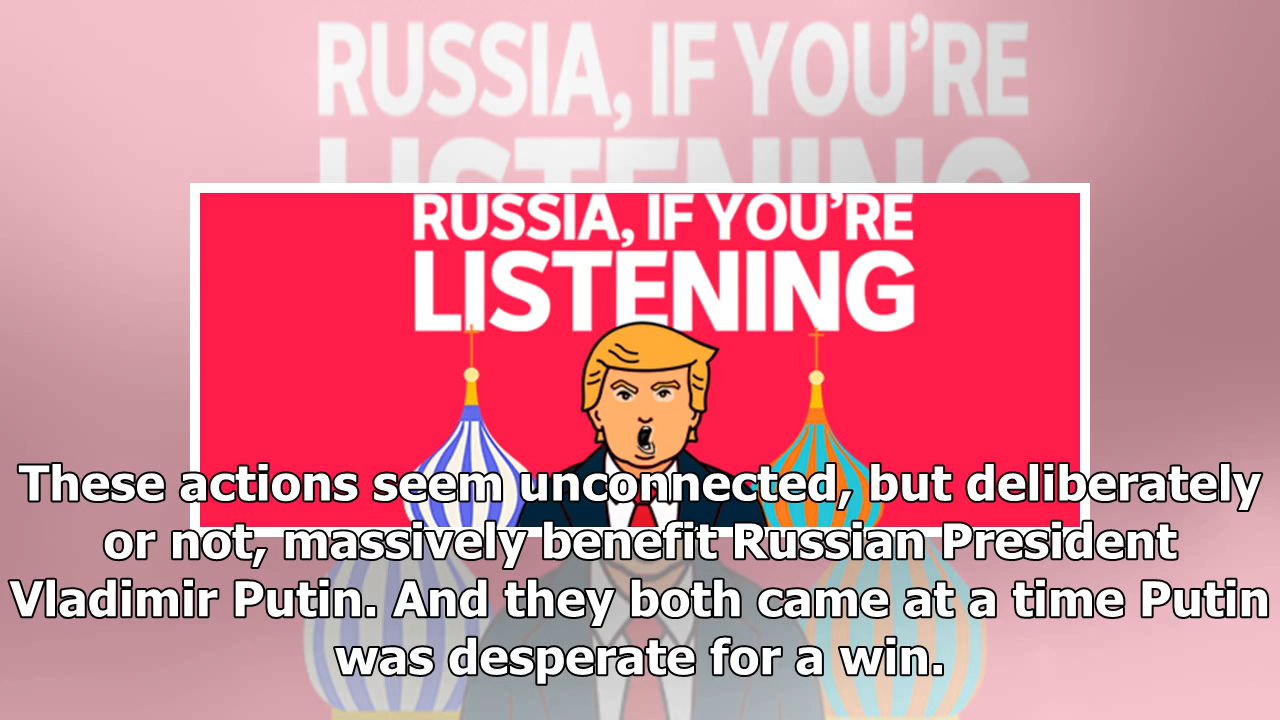 RUSSIA, IF YOU’RE
LISTENING
RUSSIA, IF YOU’RE
LISTENING
These actions seem unconnected, but deliberately
or not, massively benefit Russian President
Vladimir Putin. And they both came at a time Putin
was desperate for a win.